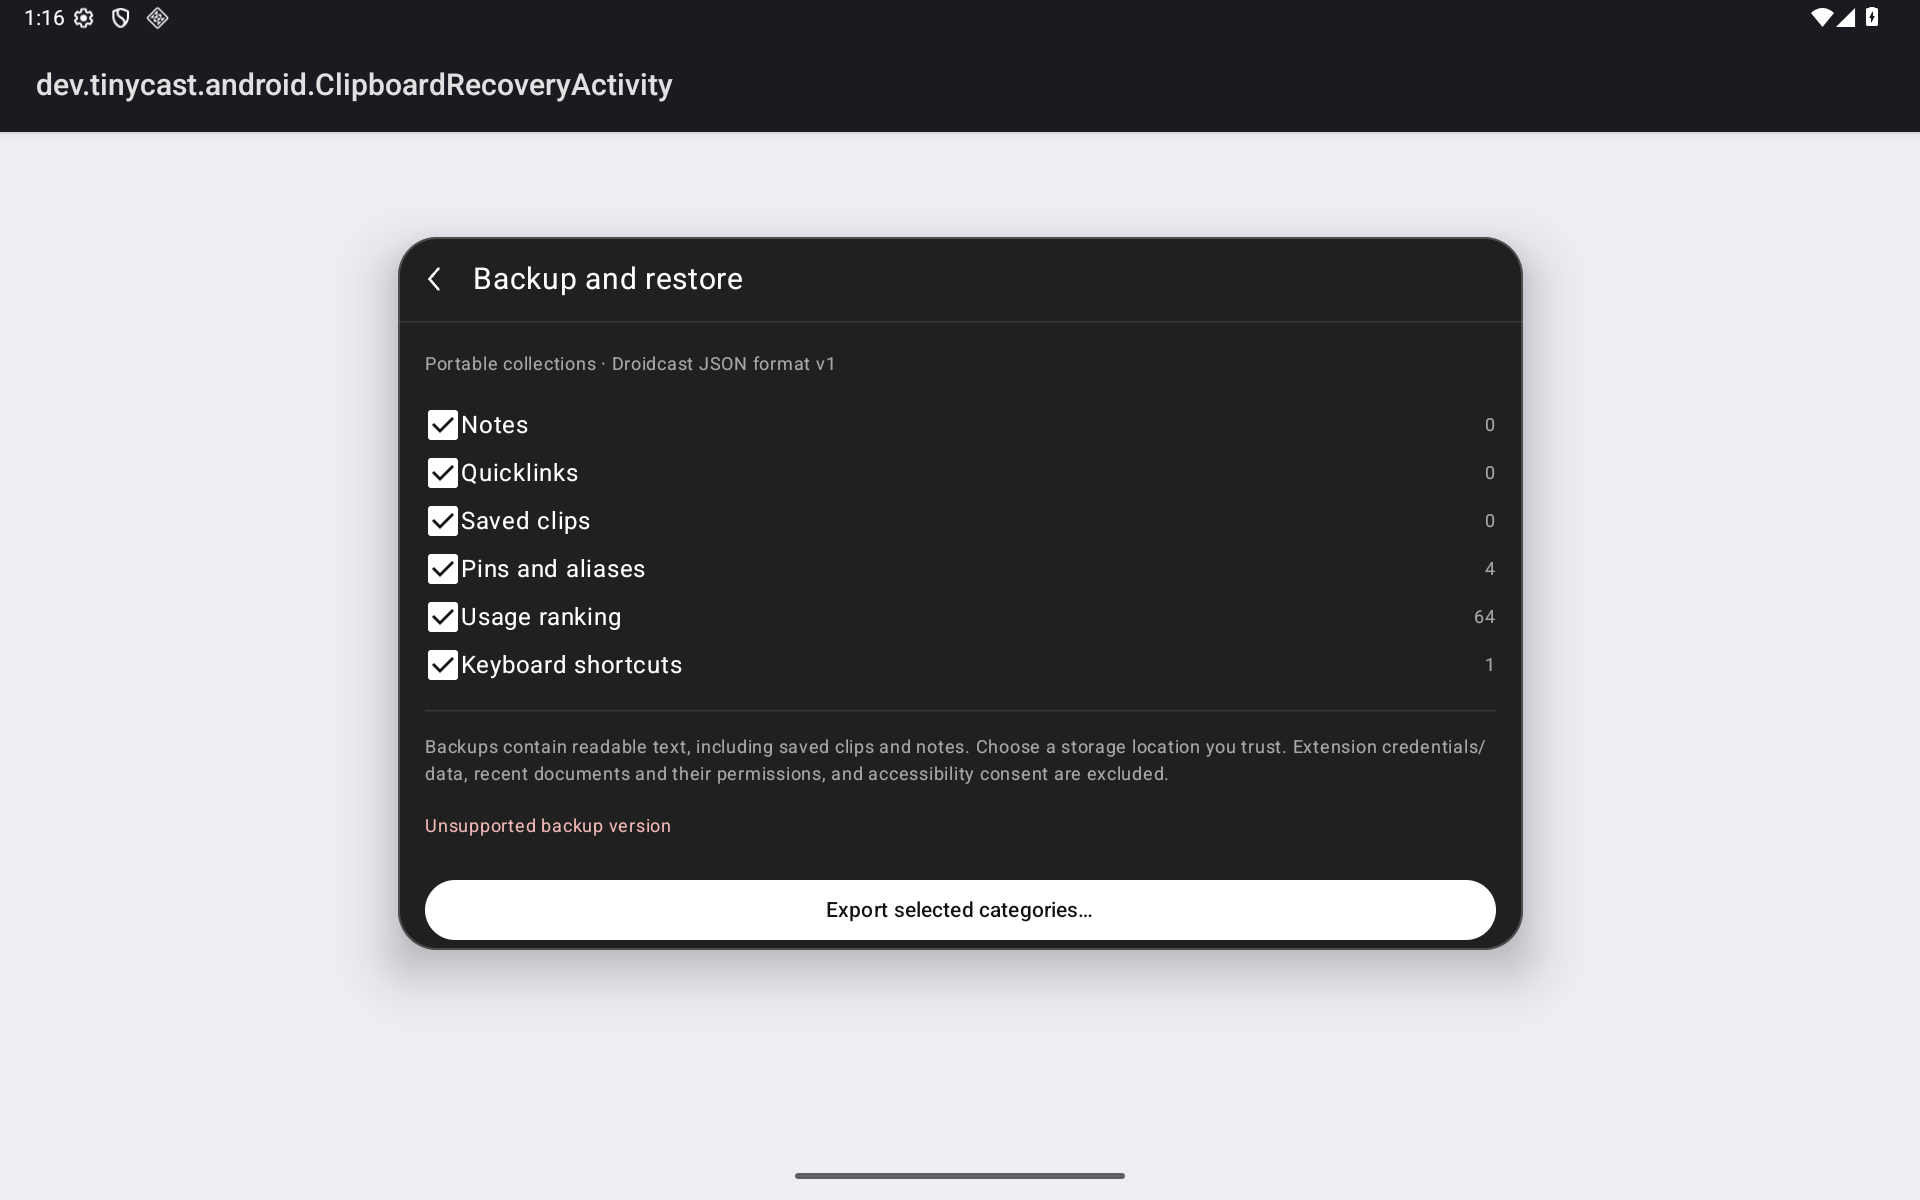 1:16
dev.tinycast.android.ClipboardRecoveryActivity
Backup and restore
Portable collections · Droidcast JSON format v1
Notes 0
Quicklinks 0
Saved clips 0
Pins and aliases 4
Usage ranking 64
Keyboard shortcuts 1
Backups contain readable text, including saved clips and notes. Choose a storage location you trust. Extension credentials/
data, recent documents and their permissions, and accessibility consent are excluded.
Unsupported backup version
Export selected categories…